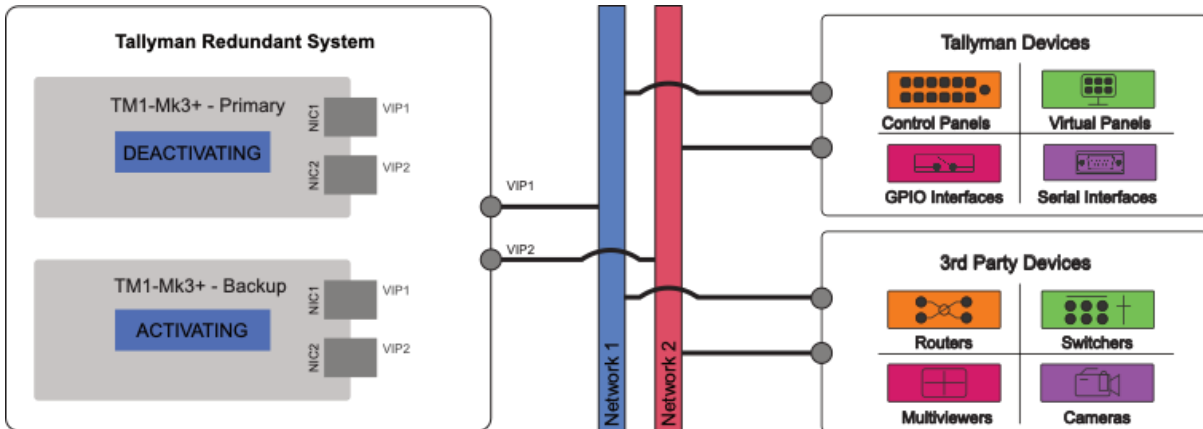 Tallyman Redundant System
TM1-Mk3+ - Primary
DEACTIVATING
NIC1
VIP1
NIC2
VIP2
TM1-Mk3+ - Backup
ACTIVATING
NIC1
VIP1
NIC2
VIP2
VIP1
VIP2
Network 1
Network 2
Tallyman Devices
Control Panels
Virtual Panels
GPIO Interfaces
Serial Interfaces
3rd Party Devices
Routers
Switchers
Multiviewers
Cameras